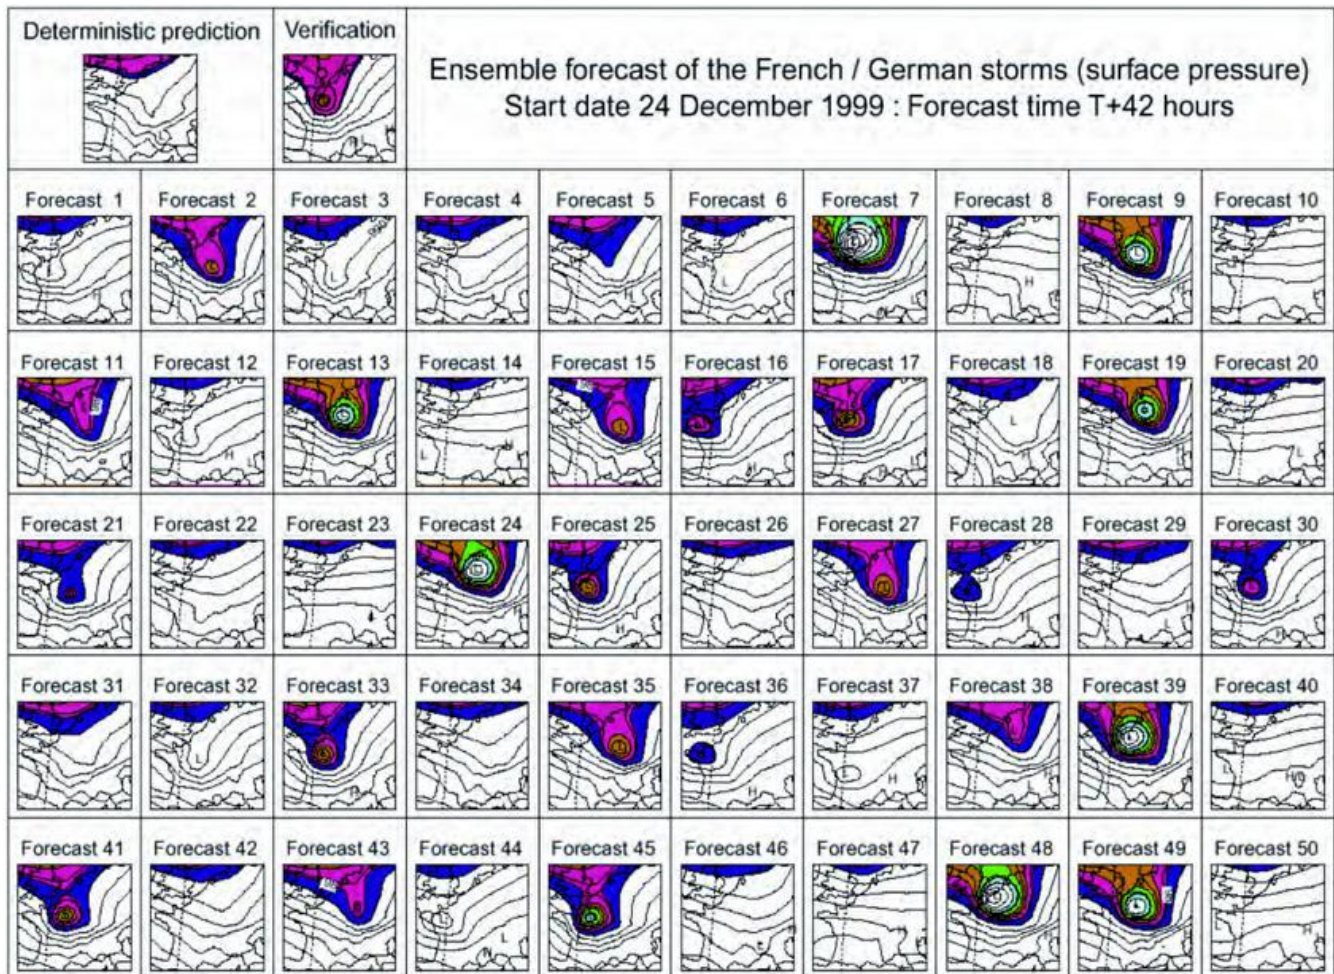 Deterministic prediction
Verification
Ensemble forecast of the French / German storms (surface pressure)
Start date 24 December 1999 : Forecast time T+42 hours
Forecast 1
Forecast 2
Forecast 3
Forecast 4
Forecast 5
Forecast 6
Forecast 7
Forecast 8
Forecast 9
Forecast 10
Forecast 11
Forecast 12
Forecast 13
Forecast 14
Forecast 15
Forecast 16
Forecast 17
Forecast 18
Forecast 19
Forecast 20
Forecast 21
Forecast 22
Forecast 23
Forecast 24
Forecast 25
Forecast 26
Forecast 27
Forecast 28
Forecast 29
Forecast 30
Forecast 31
Forecast 32
Forecast 33
Forecast 34
Forecast 35
Forecast 36
Forecast 37
Forecast 38
Forecast 39
Forecast 40
Forecast 41
Forecast 42
Forecast 43
Forecast 44
Forecast 45
Forecast 46
Forecast 47
Forecast 48
Forecast 49
Forecast 50